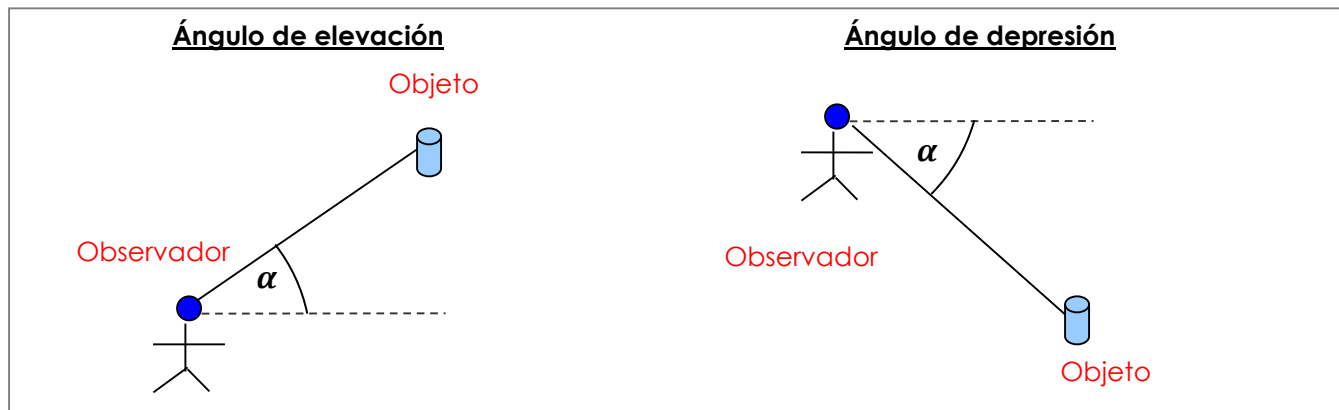 Ángulo de elevación
Objeto
Observador
α
Ángulo de depresión
α
Observador
Objeto